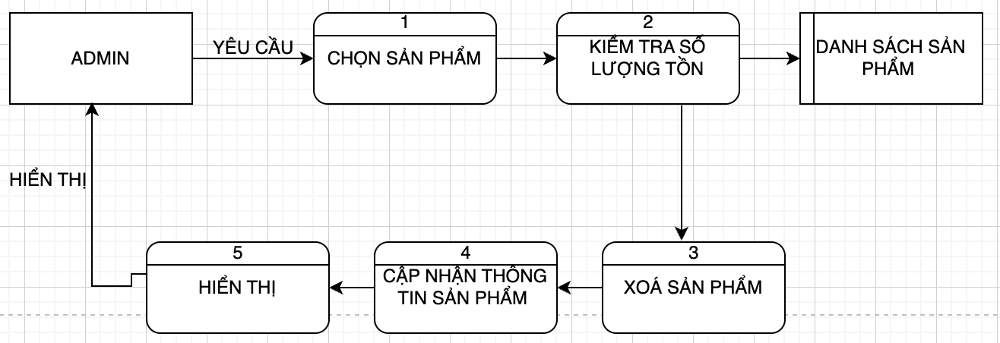 ADMIN
YÊU CẦU
1
CHỌN SẢN PHẨM
2
KIỂM TRA SỐ
LƯỢNG TỒN
DANH SÁCH SẢN
PHẨM
HIỂN THỊ
5
HIỂN THỊ
4
CẬP NHẬN THÔNG
TIN SẢN PHẨM
3
XOÁ SẢN PHẨM